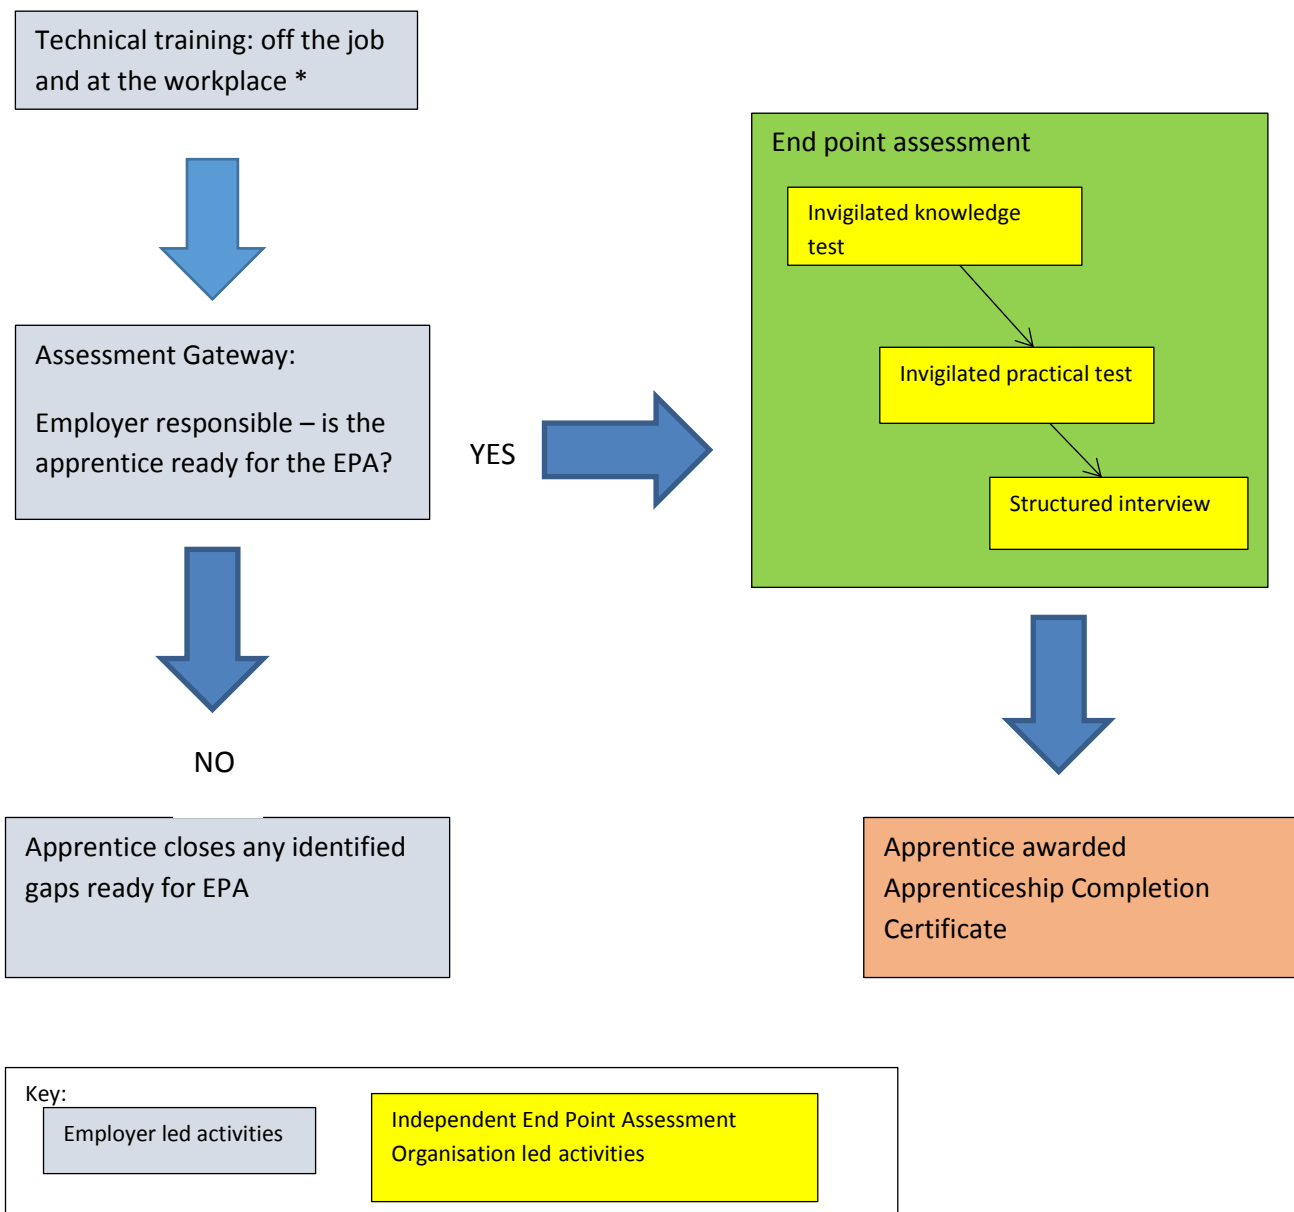 Technical training: off the job
and at the workplace *
Assessment Gateway:
Employer responsible – is the
apprentice ready for the EPA?
YES
End point assessment
Invigilated knowledge
test
Invigilated practical test
Structured interview
NO
Apprentice closes any identified
gaps ready for EPA
Apprentice awarded
Apprenticeship Completion
Certificate
Key:
Employer led activities
Independent End Point Assessment
Organisation led activities